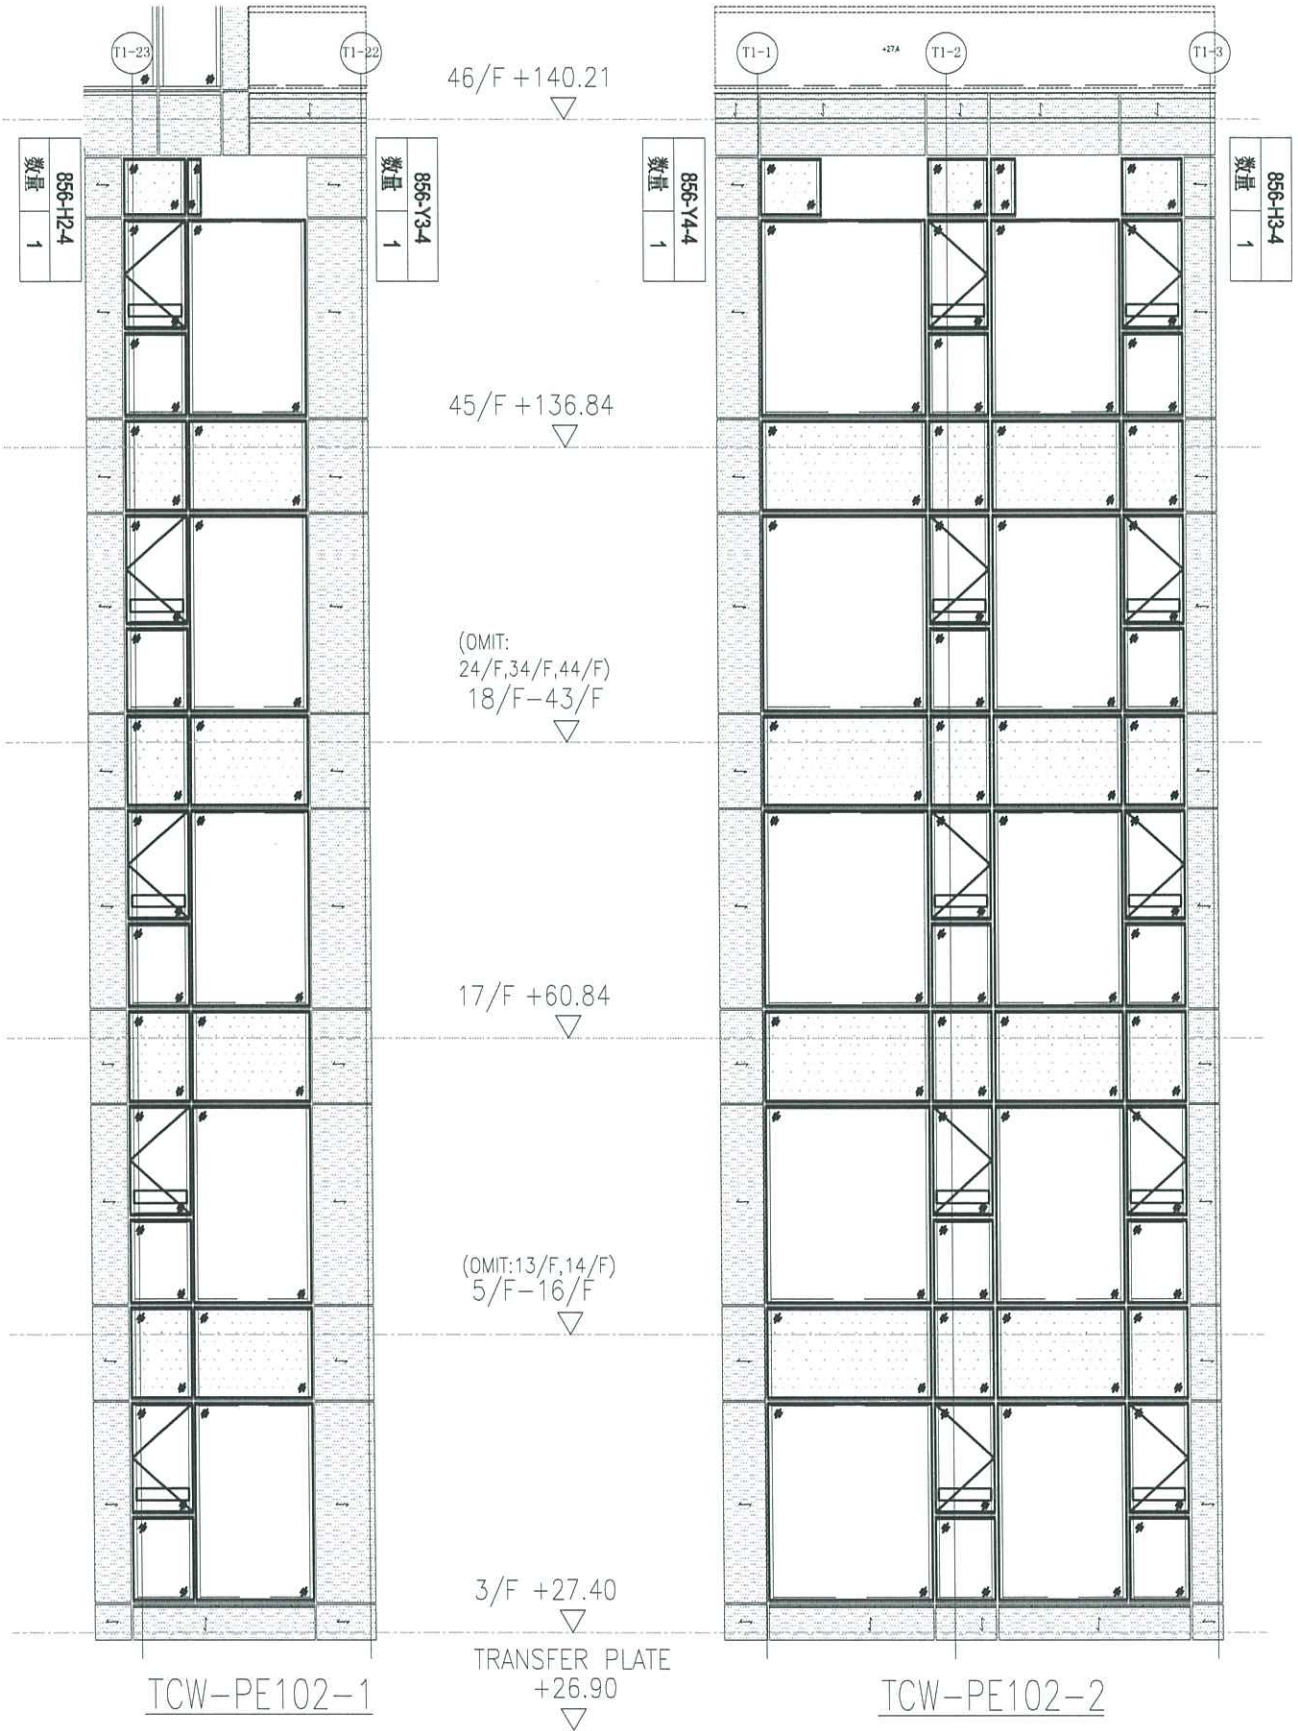 T1-23
T1-22
T1-1
+27.4
T1-2
T1-3
46/F +140.21
856-H2-4
数量 1
856-Y3-4
数量 1
856-Y4-4
数量 1
856-H3-4
数量 1
45/F +136.84
(OMIT:
24/F,34/F,44/F)
18/F-43/F
17/F +60.84
(OMIT:13/F,14/F)
5/F-16/F
3/F +27.40
TRANSFER PLATE
+26.90
TCW-PE102-1
TCW-PE102-2